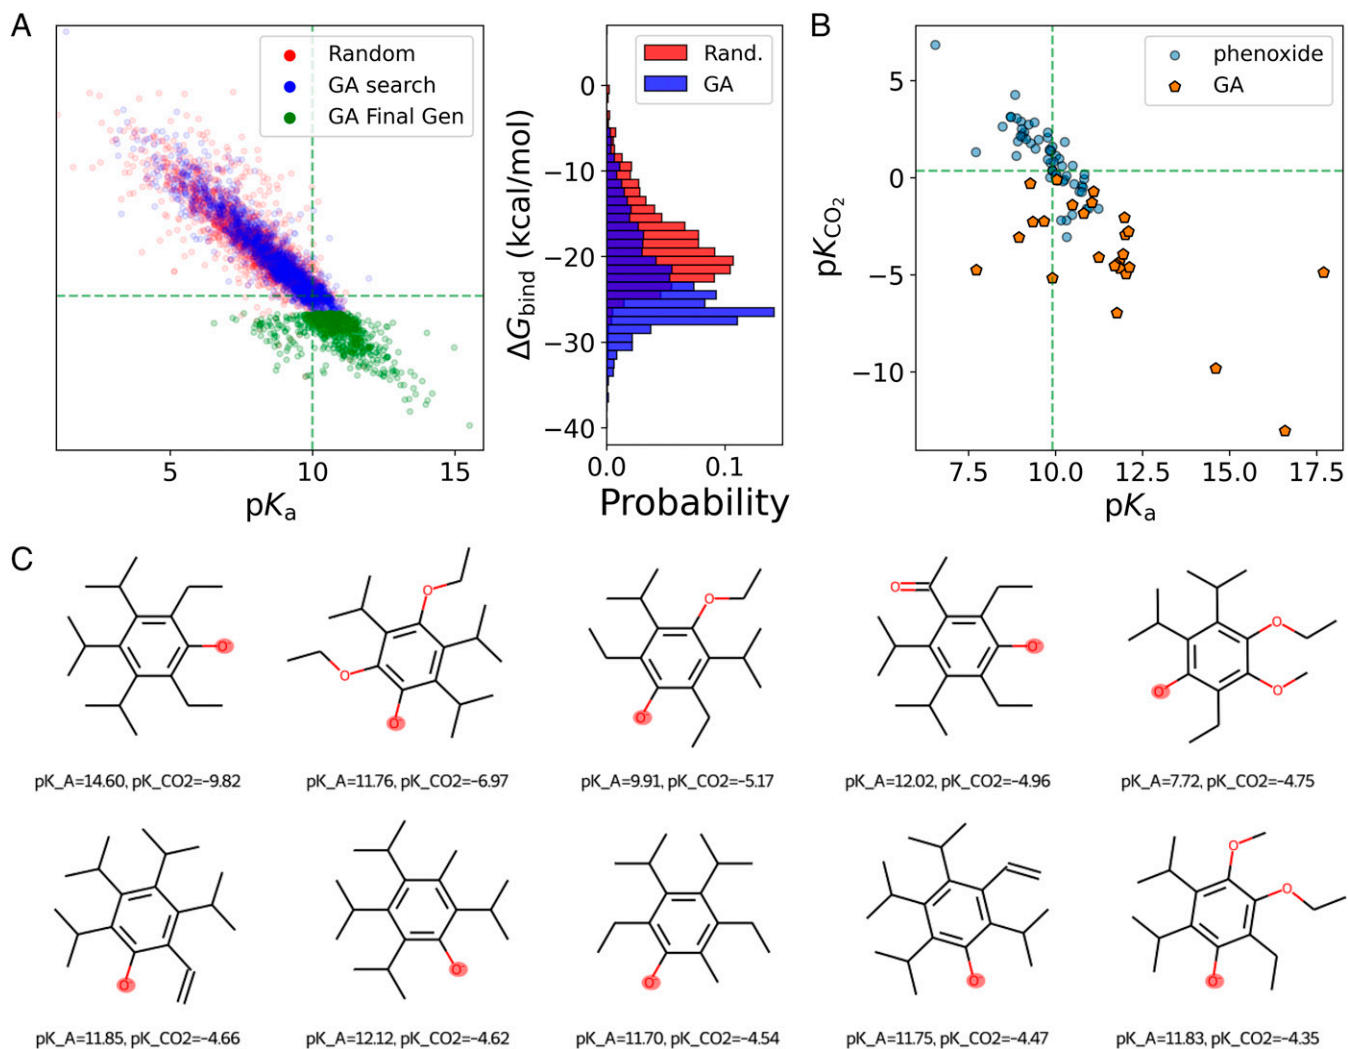 A
Random
GA search
GA Final Gen
5
10
15
pKa
ΔGbind (kcal/mol)
0
−10
−20
−30
−40
Rand.
GA
0.0
0.1
Probability
B
phenoxide
GA
pKCO2
5
0
−5
−10
7.5
10.0
12.5
15.0
17.5
pKa
C
O-
O
O
O-
O
O-
O
O-
O
O
O-
pK_A=14.60, pK_CO2=−9.82
pK_A=11.76, pK_CO2=−6.97
pK_A=9.91, pK_CO2=−5.17
pK_A=12.02, pK_CO2=−4.96
pK_A=7.72, pK_CO2=−4.75
O-
O-
O-
O-
O
O
O-
pK_A=11.85, pK_CO2=−4.66
pK_A=12.12, pK_CO2=−4.62
pK_A=11.70, pK_CO2=−4.54
pK_A=11.75, pK_CO2=−4.47
pK_A=11.83, pK_CO2=−4.35